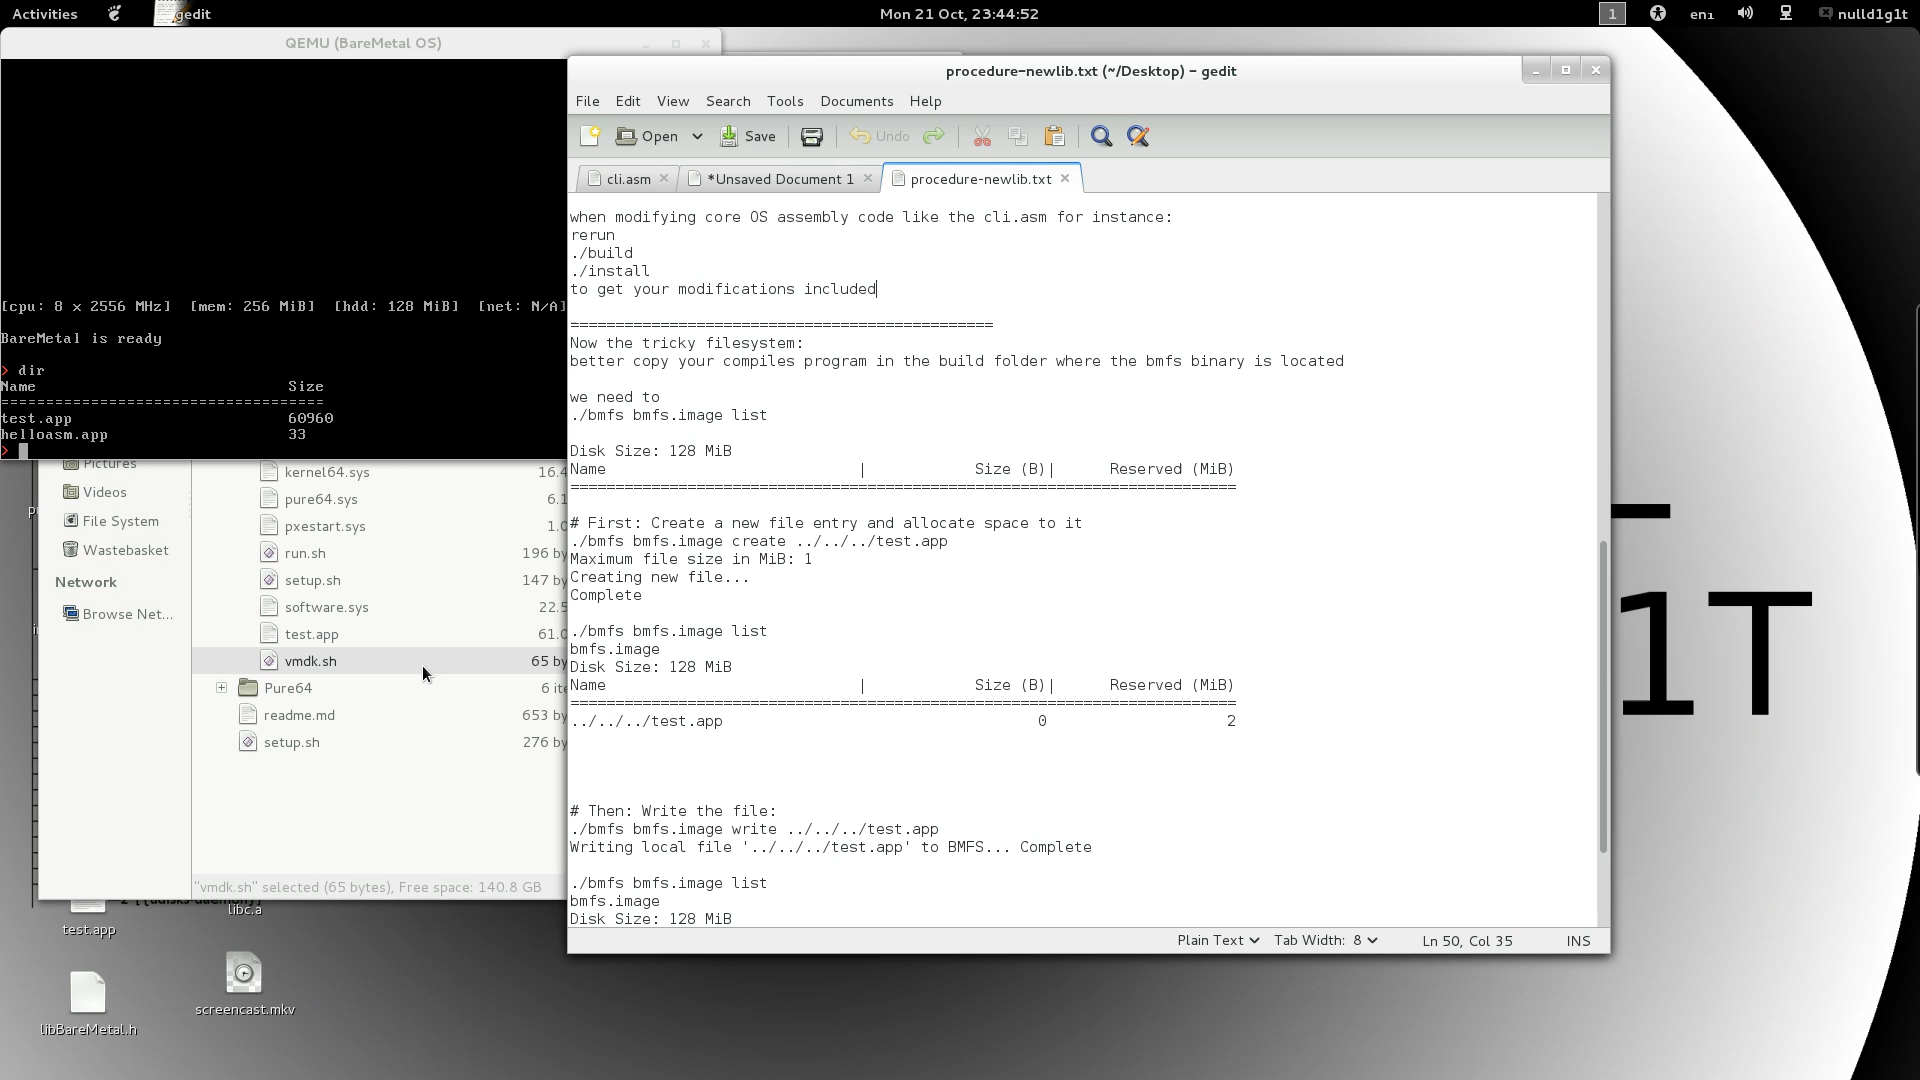 Activities
gedit
Mon 21 Oct, 23:44:52
1
en₁
nulld1g1t
QEMU (BareMetal OS)
[cpu: 8 x 2556 MHz]  [mem: 256 MiB]  [hdd: 128 MiB]  [net: N/A]
BareMetal is ready
> dir
Name Size
====================================
test.app 60960
helloasm.app 33
>
Pictures
Videos
File System
Wastebasket
Network
Browse Net...
kernel64.sys 16.4
pure64.sys 6.1
pxestart.sys 1.0
run.sh 196 by
setup.sh 147 by
software.sys 22.5
test.app 61.0
vmdk.sh 65 by
Pure64 6 ite
readme.md 653 by
setup.sh 276 by
"vmdk.sh" selected (65 bytes), Free space: 140.8 GB
libc.a
test.app
screencast.mkv
libBareMetal.h
procedure-newlib.txt (~/Desktop) - gedit
File Edit View Search Tools Documents Help
Open Save Undo
cli.asm
*Unsaved Document 1
procedure-newlib.txt
when modifying core OS assembly code like the cli.asm for instance:
rerun
./build
./install
to get your modifications included
===============================================
Now the tricky filesystem:
better copy your compiles program in the build folder where the bmfs binary is located
we need to
./bmfs bmfs.image list
Disk Size: 128 MiB
Name | Size (B)| Reserved (MiB)
==========================================================================
# First: Create a new file entry and allocate space to it
./bmfs bmfs.image create ../../../test.app
Maximum file size in MiB: 1
Creating new file...
Complete
./bmfs bmfs.image list
bmfs.image
Disk Size: 128 MiB
Name | Size (B)| Reserved (MiB)
==========================================================================
../../../test.app 0 2
# Then: Write the file:
./bmfs bmfs.image write ../../../test.app
Writing local file '../../../test.app' to BMFS... Complete
./bmfs bmfs.image list
bmfs.image
Disk Size: 128 MiB
Plain Text Tab Width: 8 Ln 50, Col 35 INS
1T